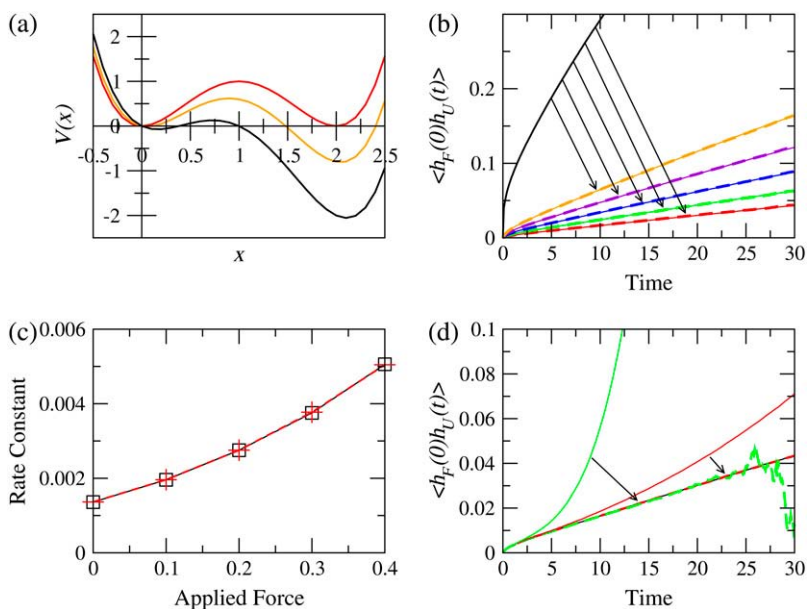 (a)
2
1
0
-1
-2
V(x)
-0.5 0 0.5 1 1.5 2 2.5
x
(b)
0.2
0.1
0
<h_F(0)h_U(t)>
0 5 10 15 20 25 30
Time
(c)
0.006
0.004
0.002
0
Rate Constant
0 0.1 0.2 0.3 0.4
Applied Force
(d)
0.1
0.08
0.06
0.04
0.02
0
<h_F(0)h_U(t)>
0 5 10 15 20 25 30
Time